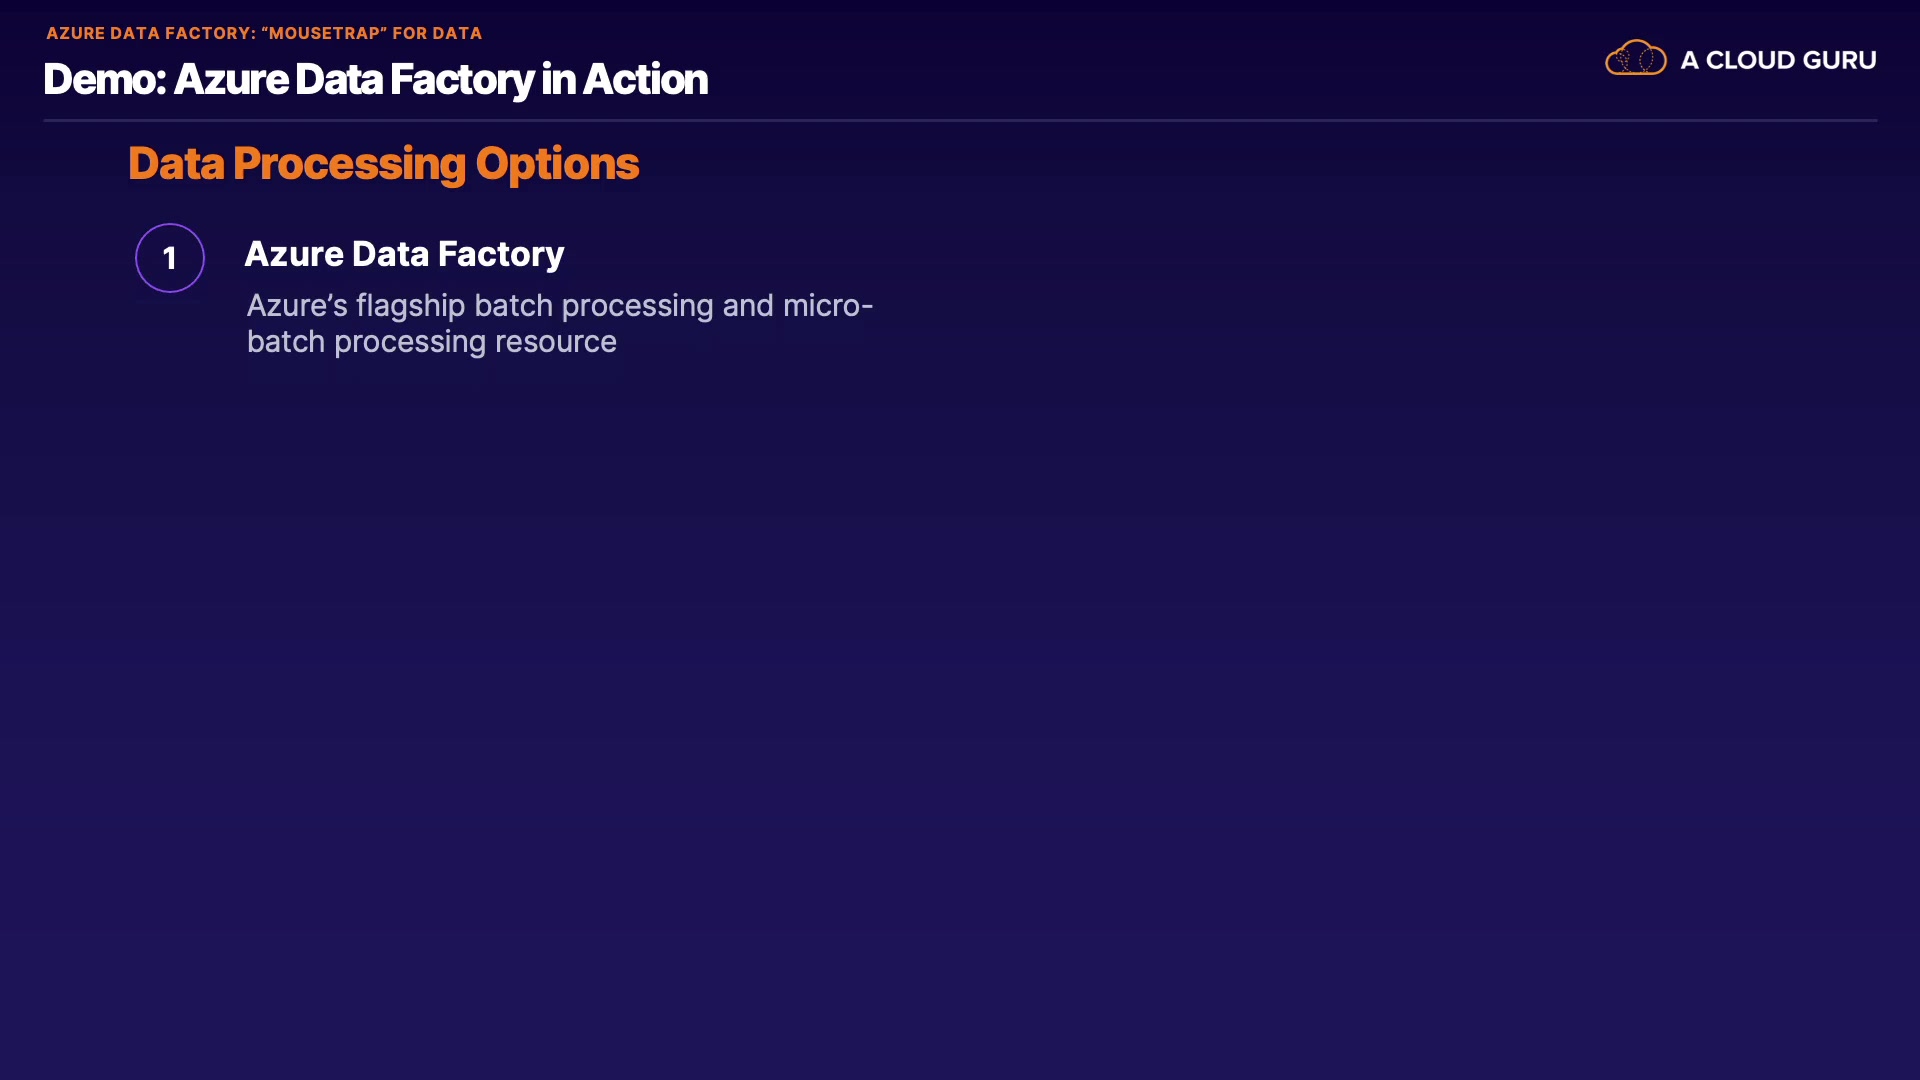 AZURE DATA FACTORY: “MOUSETRAP” FOR DATA
Demo: Azure Data Factory in Action
A CLOUD GURU
Data Processing Options
1
Azure Data Factory
Azure’s flagship batch processing and micro-
batch processing resource